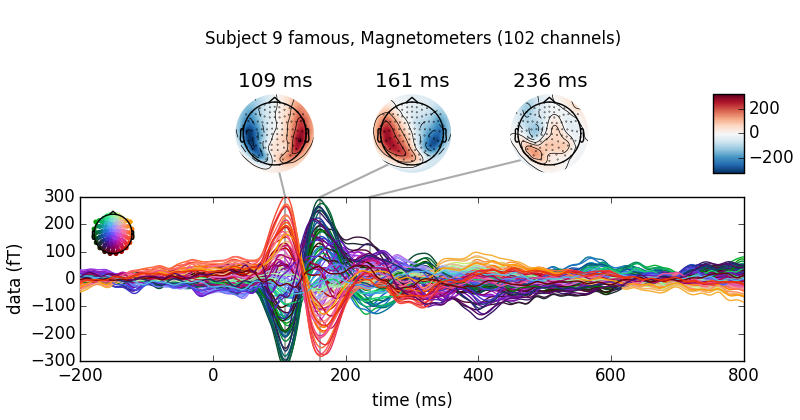 Subject 9 famous, Magnetometers (102 channels)
109 ms 161 ms 236 ms
200
0
−200
300
200
100
0
−100
−200
−300
data (fT)
−200 0 200 400 600 800
time (ms)